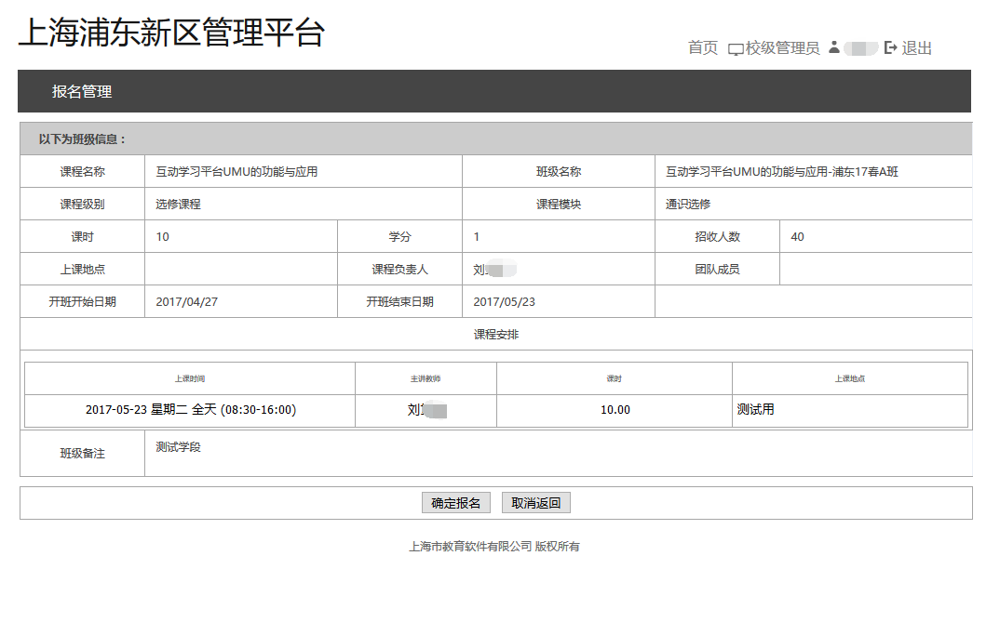 上海浦东新区管理平台
首页 校级管理员 退出
报名管理
以下为班级信息：
课程名称 互动学习平台UMU的功能与应用 班级名称 互动学习平台UMU的功能与应用-浦东17春A班
课程级别 选修课程 课程模块 通识选修
课时 10 学分 1 招收人数 40
上课地点 课程负责人 刘 团队成员
开班开始日期 2017/04/27 开班结束日期 2017/05/23
课程安排
上课时间 主讲教师 课时 上课地点
2017-05-23 星期二 全天 (08:30-16:00) 刘 10.00 测试用
班级备注 测试学段
确定报名 取消返回
上海市教育软件有限公司 版权所有